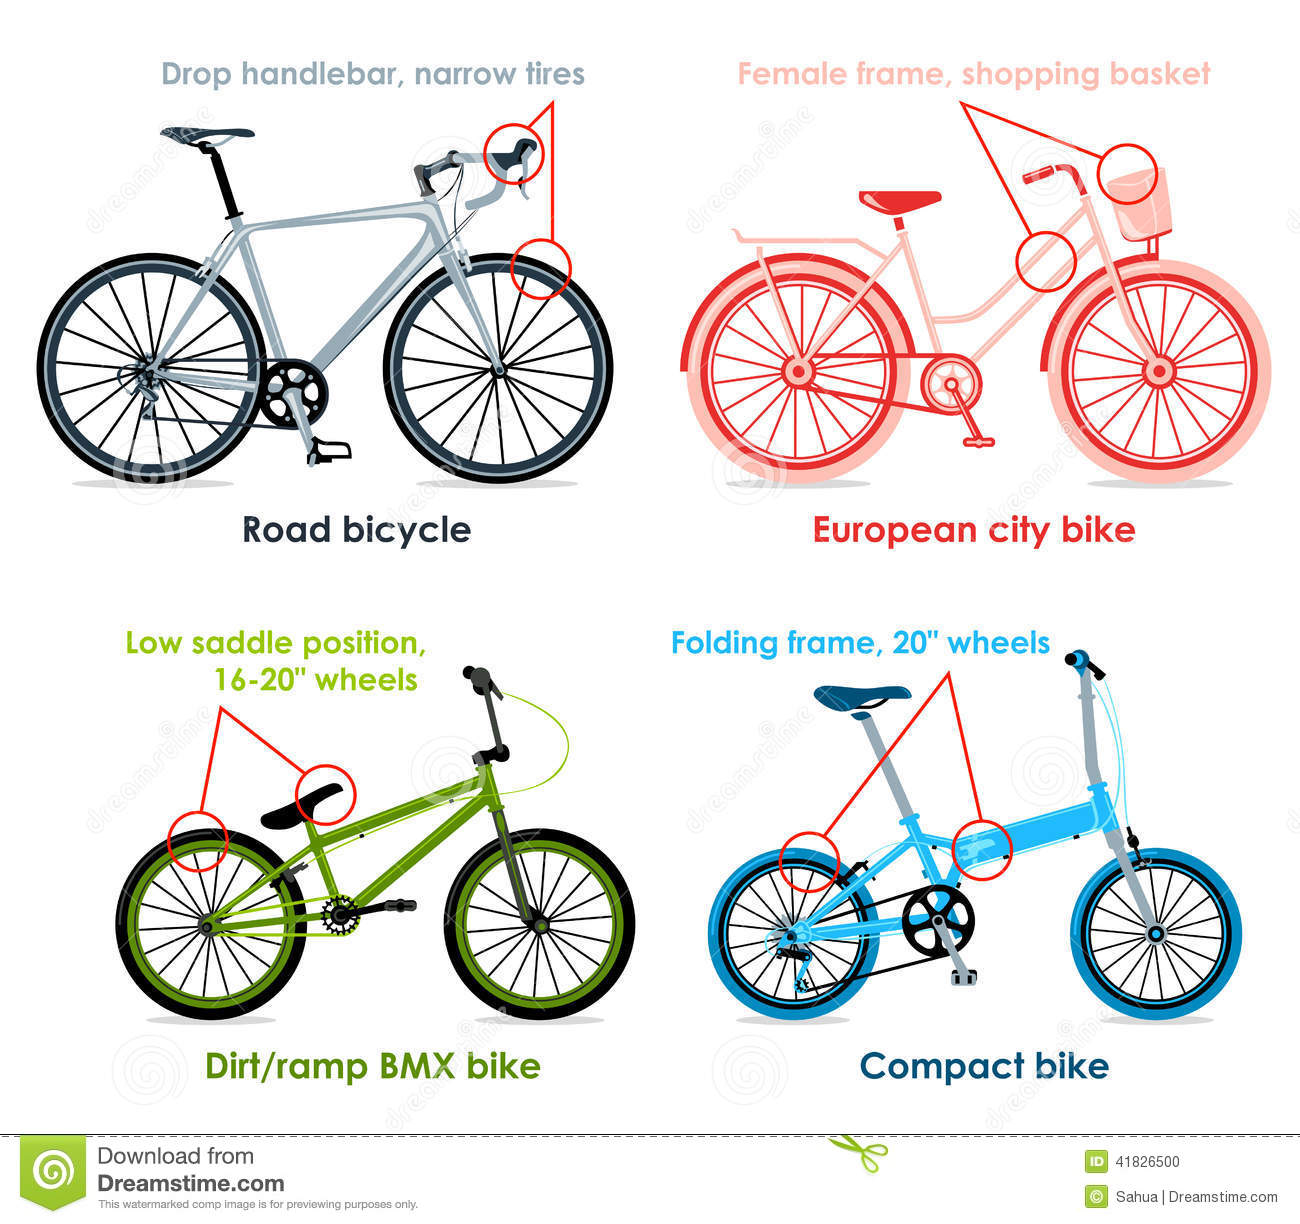 Drop handlebar, narrow tires
Female frame, shopping basket
Road bicycle
European city bike
Low saddle position,
16-20" wheels
Folding frame, 20" wheels
Dirt/ramp BMX bike
Compact bike
Download from
Dreamstime.com
This watermarked comp image is for previewing purposes only.
ID 41826500
© Sahua | Dreamstime.com
dreamstime